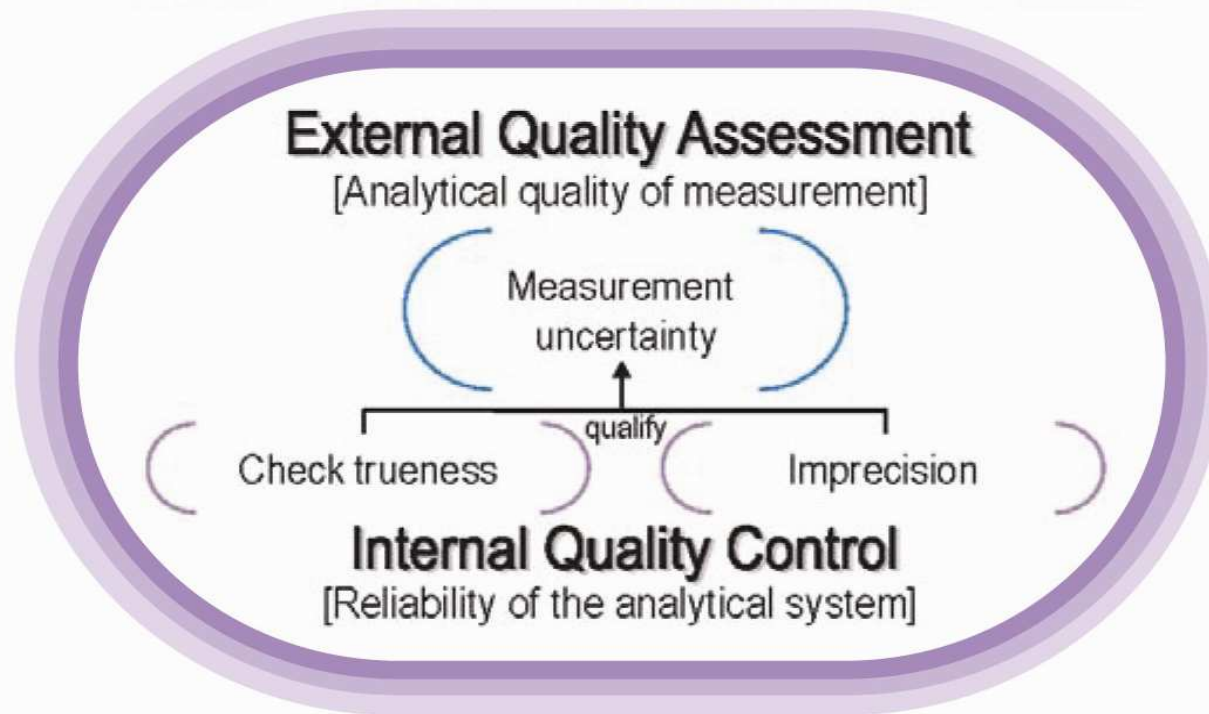 External Quality Assessment
[Analytical quality of measurement]
Measurement
uncertainty
qualify
Check trueness
Imprecision
Internal Quality Control
[Reliability of the analytical system]